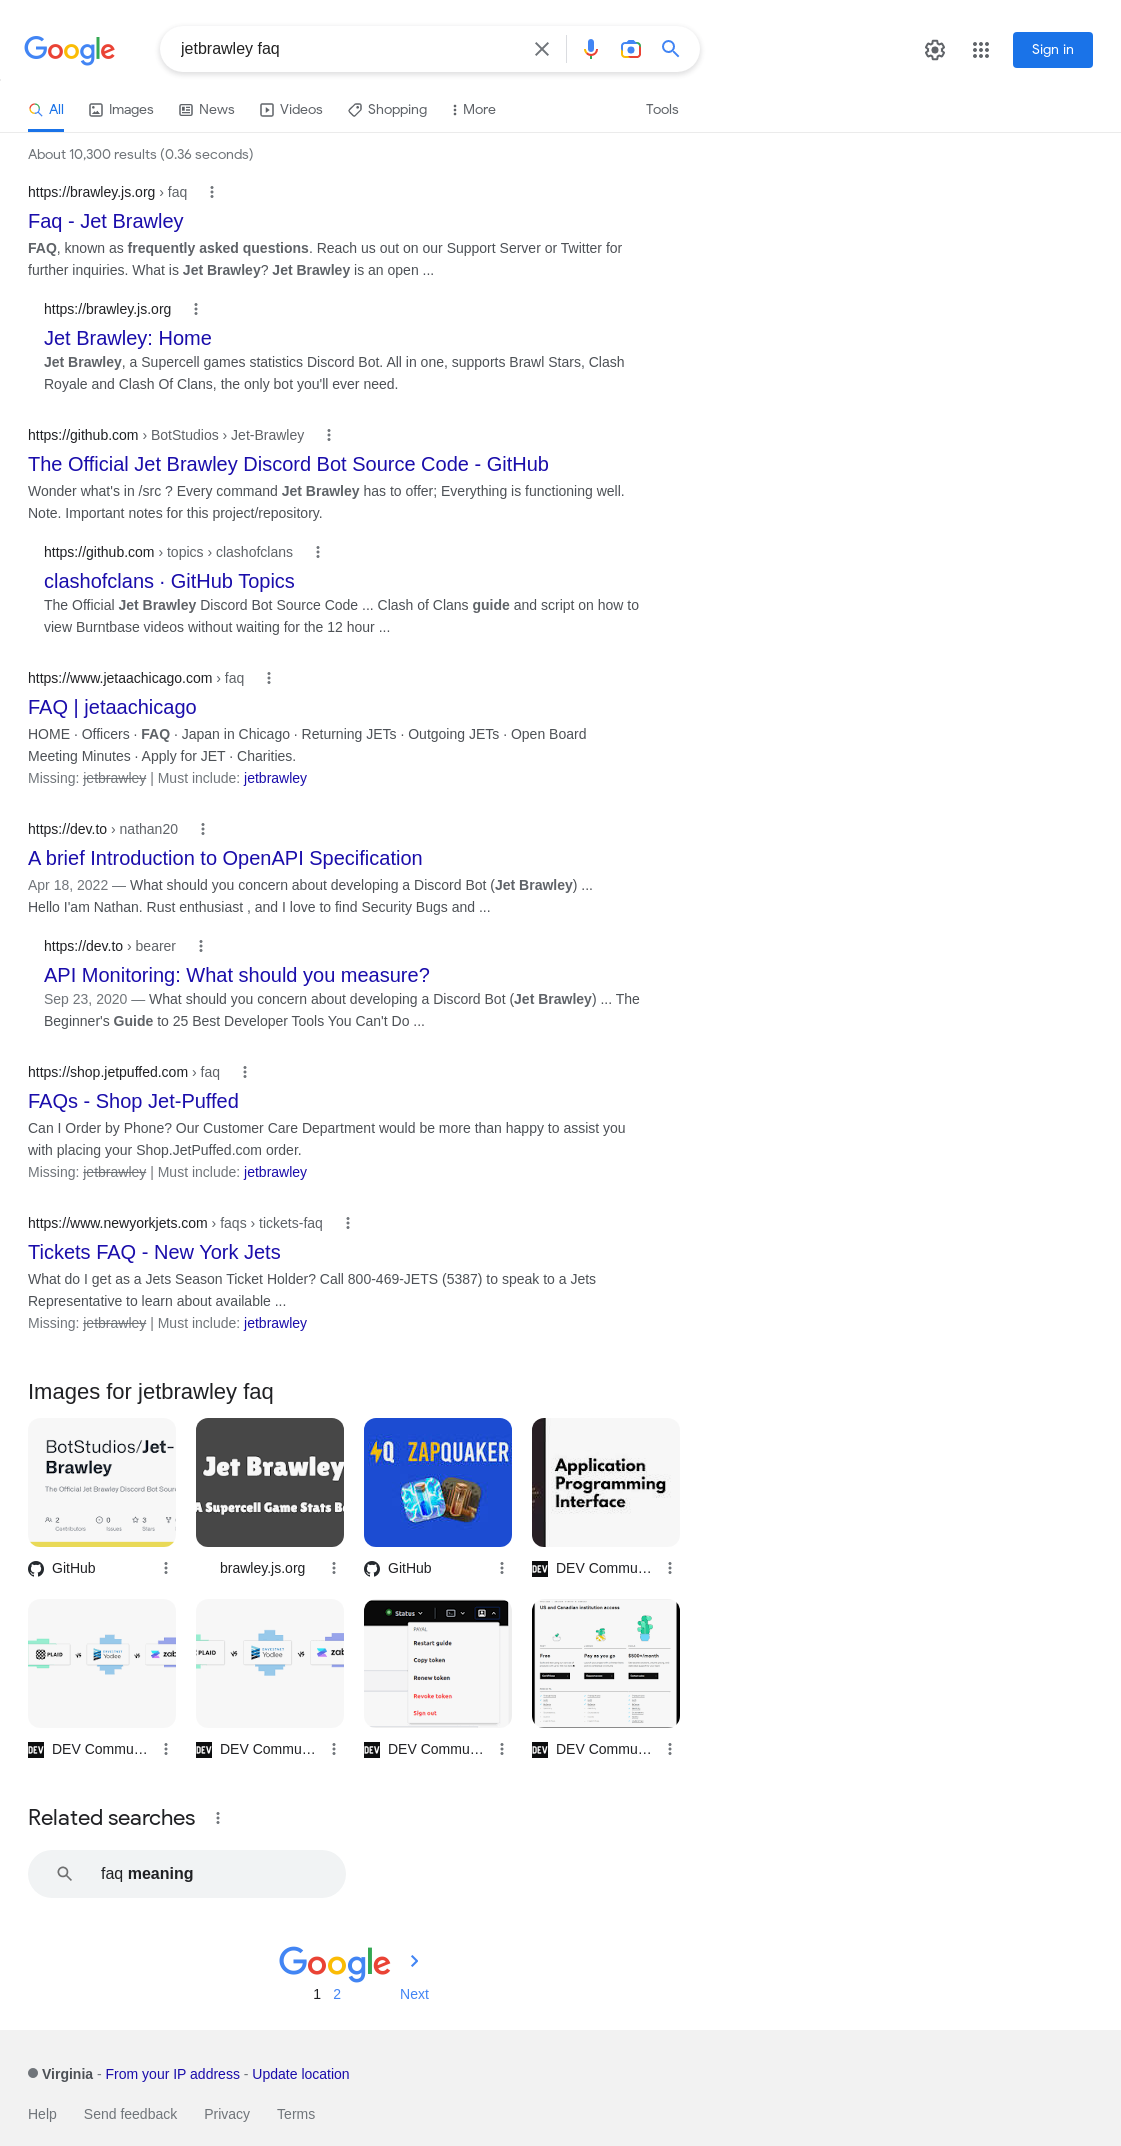 Google
jetbrawley faq
Sign in
All
Images
News
Videos
Shopping
More
Tools
About 10,300 results (0.36 seconds)
https://brawley.js.org › faq
Faq - Jet Brawley
FAQ, known as frequently asked questions. Reach us out on our Support Server or Twitter for
further inquiries. What is Jet Brawley? Jet Brawley is an open ...
https://brawley.js.org
Jet Brawley: Home
Jet Brawley, a Supercell games statistics Discord Bot. All in one, supports Brawl Stars, Clash
Royale and Clash Of Clans, the only bot you'll ever need.
https://github.com › BotStudios › Jet-Brawley
The Official Jet Brawley Discord Bot Source Code - GitHub
Wonder what's in /src ? Every command Jet Brawley has to offer; Everything is functioning well.
Note. Important notes for this project/repository.
https://github.com › topics › clashofclans
clashofclans · GitHub Topics
The Official Jet Brawley Discord Bot Source Code ... Clash of Clans guide and script on how to
view Burntbase videos without waiting for the 12 hour ...
https://www.jetaachicago.com › faq
FAQ | jetaachicago
HOME · Officers · FAQ · Japan in Chicago · Returning JETs · Outgoing JETs · Open Board
Meeting Minutes · Apply for JET · Charities.
Missing: jetbrawley | Must include: jetbrawley
https://dev.to › nathan20
A brief Introduction to OpenAPI Specification
Apr 18, 2022 — What should you concern about developing a Discord Bot (Jet Brawley) ...
Hello I'am Nathan. Rust enthusiast , and I love to find Security Bugs and ...
https://dev.to › bearer
API Monitoring: What should you measure?
Sep 23, 2020 — What should you concern about developing a Discord Bot (Jet Brawley) ... The
Beginner's Guide to 25 Best Developer Tools You Can't Do ...
https://shop.jetpuffed.com › faq
FAQs - Shop Jet-Puffed
Can I Order by Phone? Our Customer Care Department would be more than happy to assist you
with placing your Shop.JetPuffed.com order.
Missing: jetbrawley | Must include: jetbrawley
https://www.newyorkjets.com › faqs › tickets-faq
Tickets FAQ - New York Jets
What do I get as a Jets Season Ticket Holder? Call 800-469-JETS (5387) to speak to a Jets
Representative to learn about available ...
Missing: jetbrawley | Must include: jetbrawley
Images for jetbrawley faq
BotStudios/Jet-
Brawley
The Official Jet Brawley Discord Bot Sour
2
Contributors
0
Issues
3
Stars
GitHub
Jet Brawley
A Supercell Game Stats B
brawley.js.org
Q ZAPQUAKER
GitHub
Application
Programming
Interface
DEV DEV Commu...
PLAID vs Yodlee vs zab
DEV DEV Commu...
PLAID vs Yodlee vs zab
DEV DEV Commu...
Status
PAYAL
Restart guide
Copy token
Renew token
Revoke token
Sign out
DEV DEV Commu...
US and Canadian institution access
Free
Pay as you go
$500+/month
DEV DEV Commu...
Related searches
faq meaning
Google
1 2 Next
Virginia - From your IP address - Update location
Help Send feedback Privacy Terms